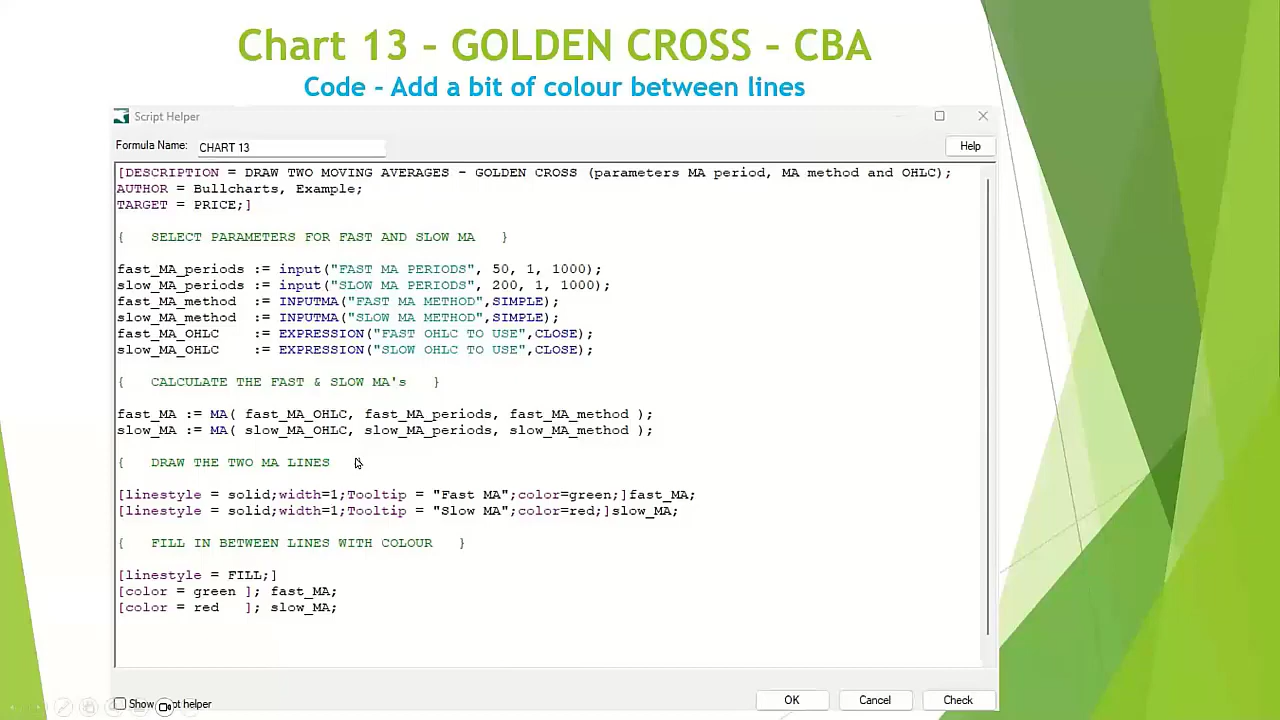 Chart 13 – GOLDEN CROSS – CBA
Code – Add a bit of colour between lines
Script Helper
Formula Name: CHART 13
Help
[DESCRIPTION = DRAW TWO MOVING AVERAGES - GOLDEN CROSS (parameters MA period, MA method and OHLC);
AUTHOR = Bullcharts, Example;
TARGET = PRICE;]
{ SELECT PARAMETERS FOR FAST AND SLOW MA }
fast_MA_periods := input("FAST MA PERIODS", 50, 1, 1000);
slow_MA_periods := input("SLOW MA PERIODS", 200, 1, 1000);
fast_MA_method := INPUTMA("FAST MA METHOD",SIMPLE);
slow_MA_method := INPUTMA("SLOW MA METHOD",SIMPLE);
fast_MA_OHLC := EXPRESSION("FAST OHLC TO USE",CLOSE);
slow_MA_OHLC := EXPRESSION("SLOW OHLC TO USE",CLOSE);
{ CALCULATE THE FAST & SLOW MA's }
fast_MA := MA( fast_MA_OHLC, fast_MA_periods, fast_MA_method );
slow_MA := MA( slow_MA_OHLC, slow_MA_periods, slow_MA_method );
{ DRAW THE TWO MA LINES
[linestyle = solid;width=1;Tooltip = "Fast MA";color=green;]fast_MA;
[linestyle = solid;width=1;Tooltip = "Slow MA";color=red;]slow_MA;
{ FILL IN BETWEEN LINES WITH COLOUR }
[linestyle = FILL;]
[color = green ]; fast_MA;
[color = red ]; slow_MA;
Show helper
OK Cancel Check